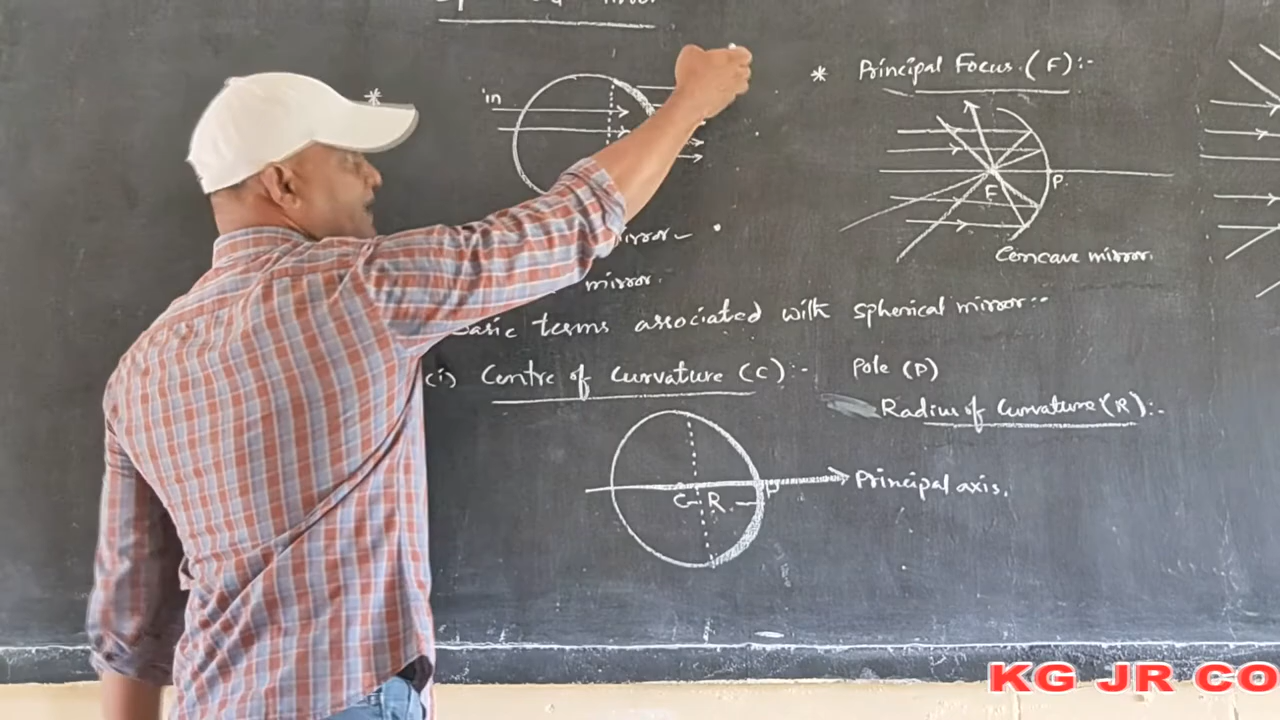 in
* Principal Focus. (F):-
F
P
Concave mirror.
mirror-
mirror.
Basic terms associated with spherical mirror:-
(i) Centre of Curvature (C):-
Pole (P)
Radius of Curvature (R):-
C R
Principal axis.
KG JR CO